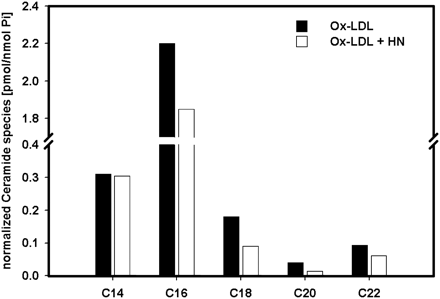 normalized Ceramide species [pmol/nmol Pi]
2.4
2.2
2.0
1.8
0.4
0.3
0.2
0.1
0.0
Ox-LDL
Ox-LDL + HN
C14 C16 C18 C20 C22